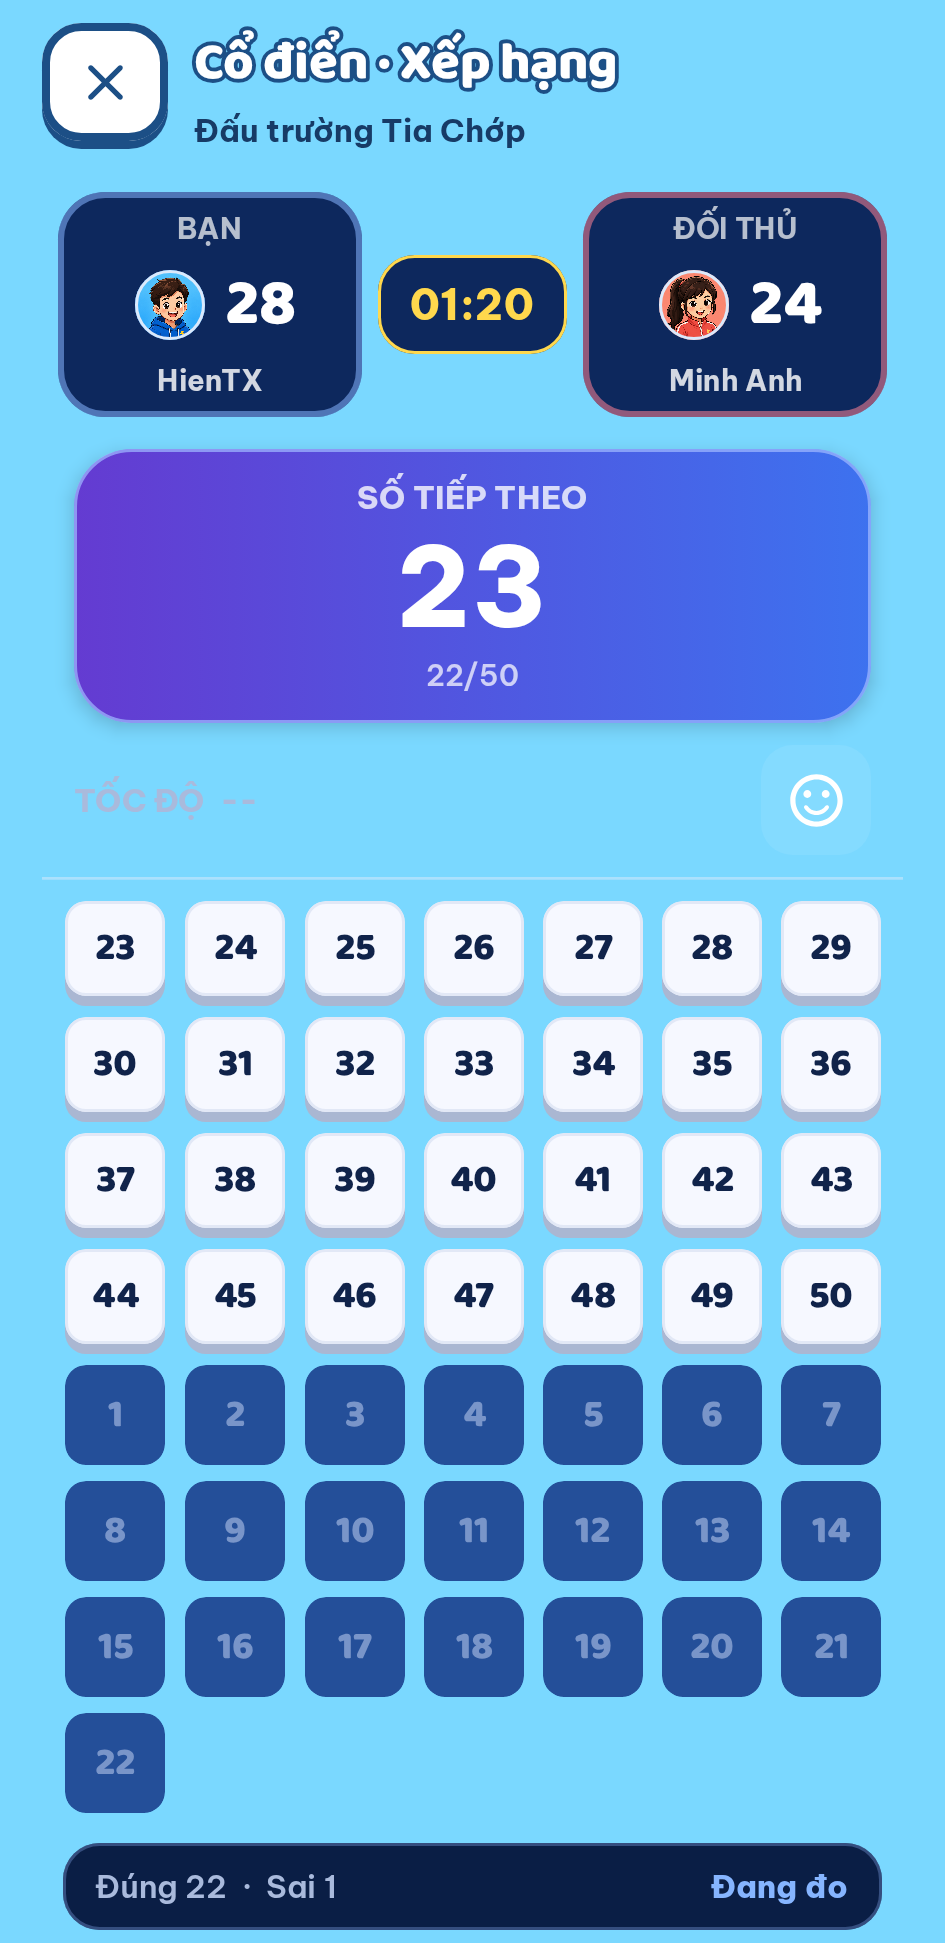 Cổ điển · Xếp hạng
Đấu trường Tia Chớp
BẠN
28
HienTX
01:20
ĐỐI THỦ
24
Minh Anh
SỐ TIẾP THEO
23
22/50
TỐC ĐỘ --
23 24 25 26 27 28 29
30 31 32 33 34 35 36
37 38 39 40 41 42 43
44 45 46 47 48 49 50
1 2 3 4 5 6 7
8 9 10 11 12 13 14
15 16 17 18 19 20 21
22
Đúng 22 · Sai 1 Đang đo